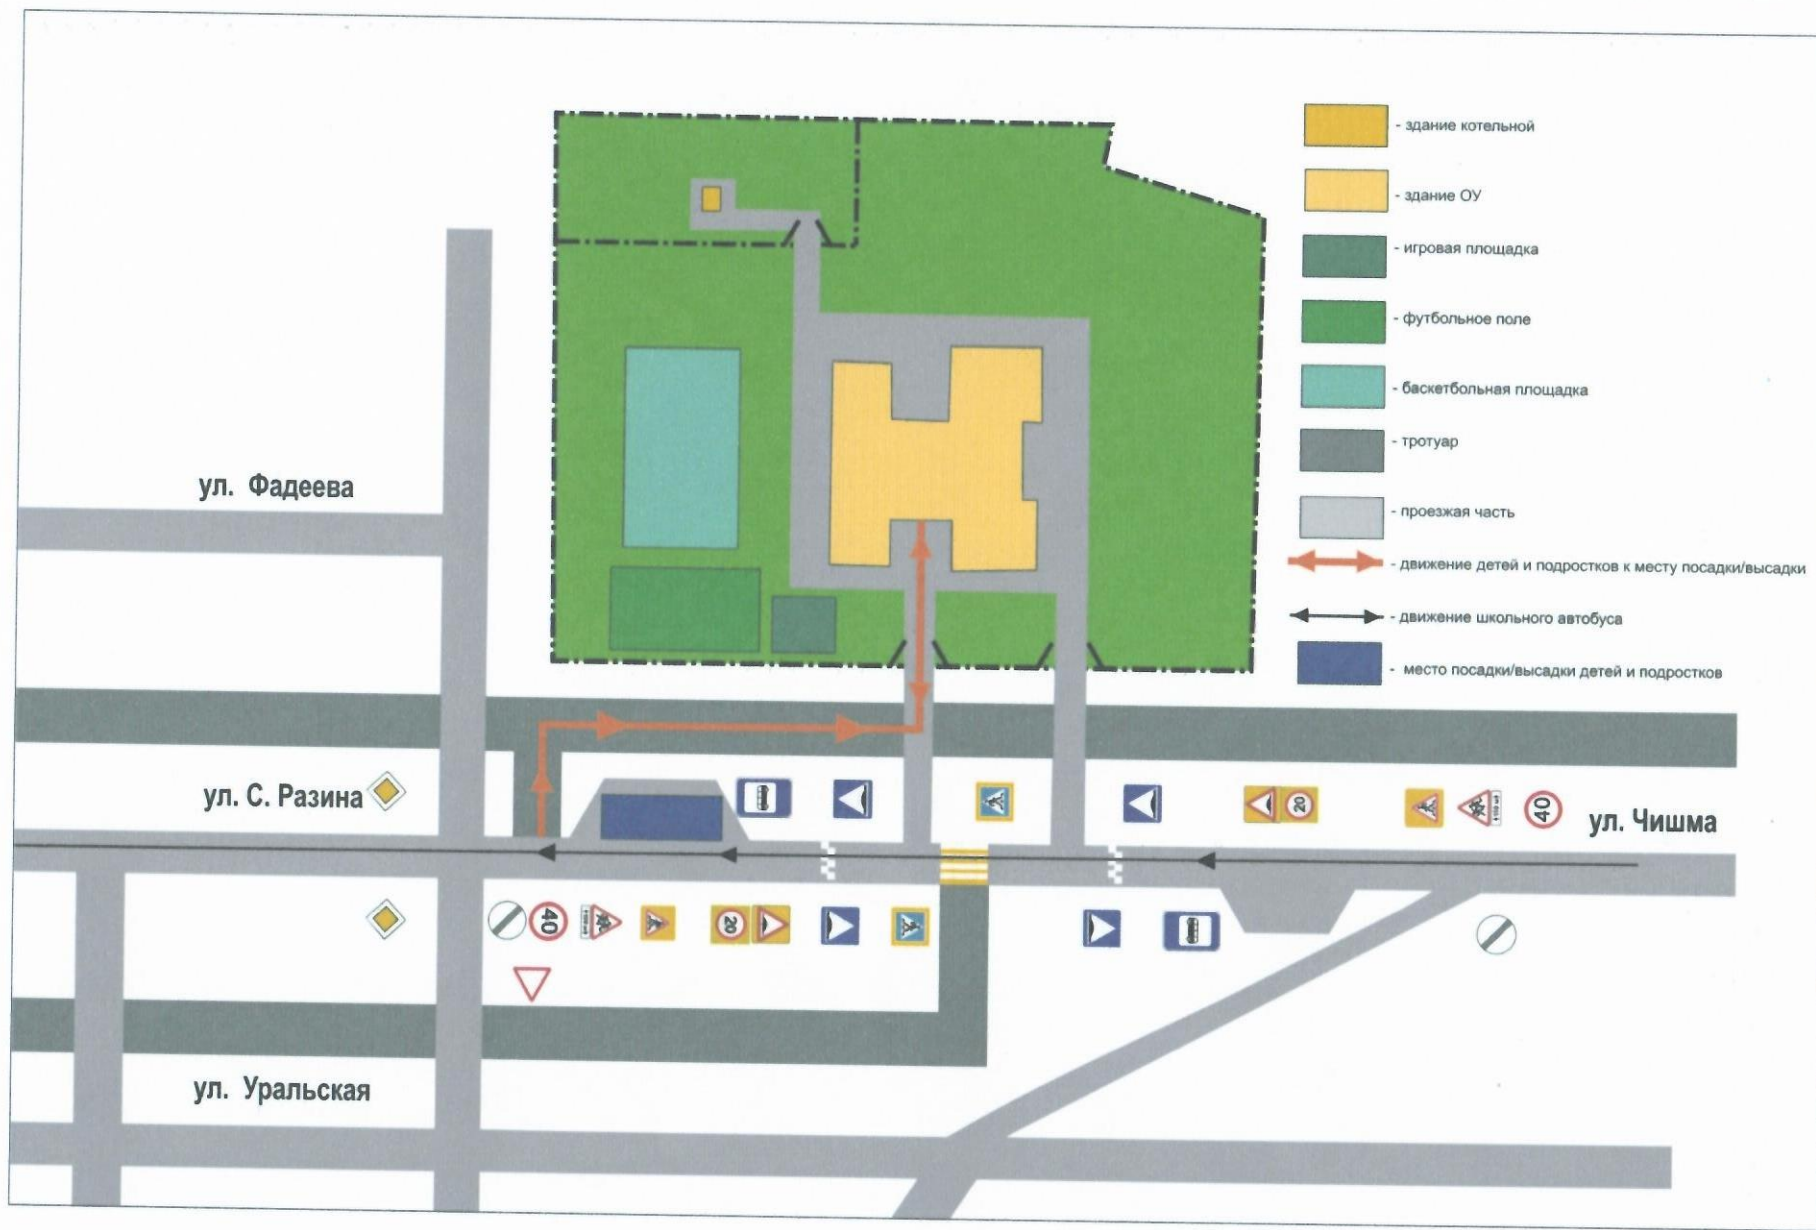 - здание котельной
- здание ОУ
- игровая площадка
- футбольное поле
- баскетбольная площадка
- тротуар
- проезжая часть
- движение детей и подростков к месту посадки/высадки
- движение школьного автобуса
- место посадки/высадки детей и подростков
ул. Фадеева
ул. С. Разина
20
40
ул. Чишма
40
20
ул. Уральская